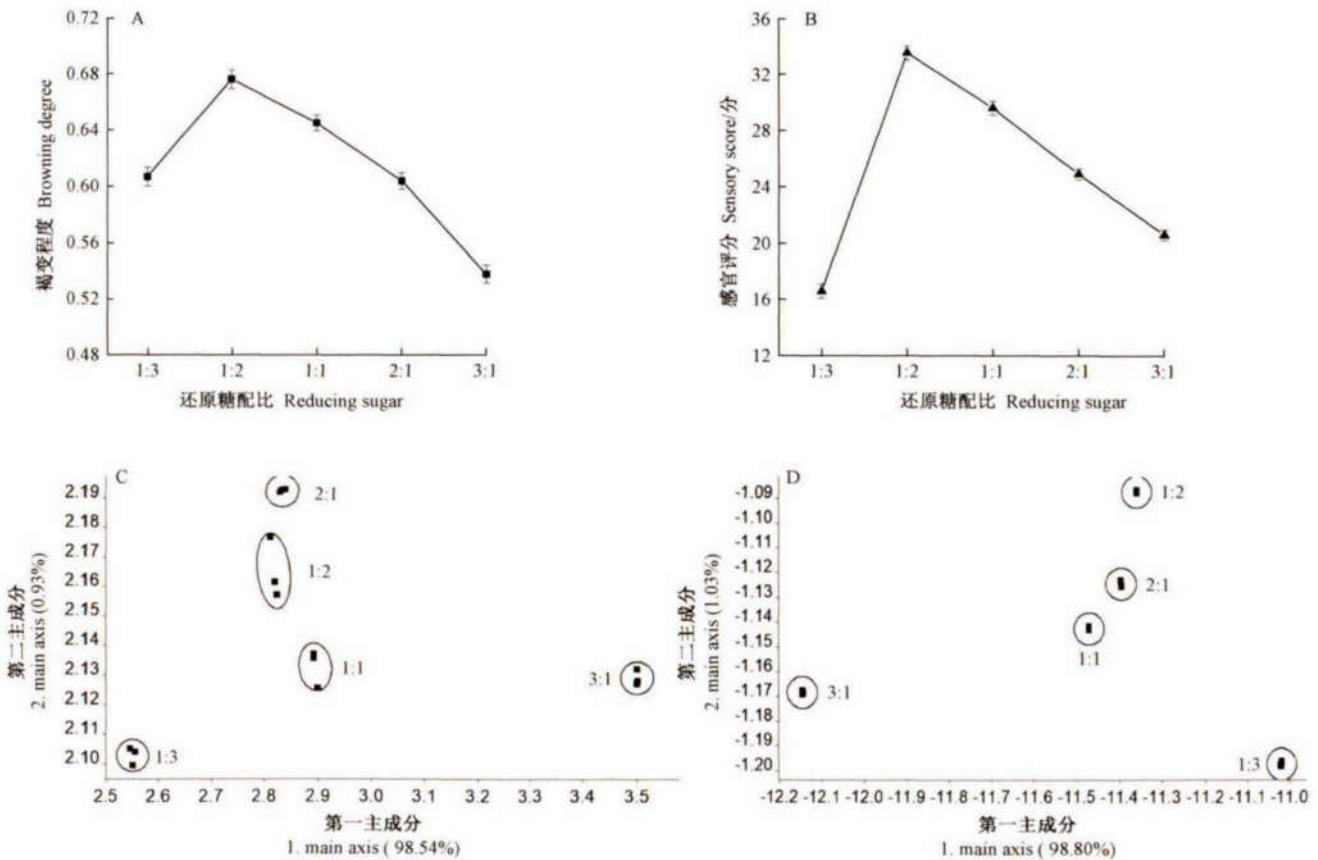 A
0.72
0.68
0.64
0.60
0.56
0.52
0.48
褐变程度 Browning degree
1:3 1:2 1:1 2:1 3:1
还原糖配比 Reducing sugar
B
36
32
28
24
20
16
12
感官评分 Sensory score/分
1:3 1:2 1:1 2:1 3:1
还原糖配比 Reducing sugar
C
2.19
2.18
2.17
2.16
2.15
2.14
2.13
2.12
2.11
2.10
第二主成分
2. main axis (0.93%)
2:1
1:2
1:1
3:1
1:3
2.5 2.6 2.7 2.8 2.9 3.0 3.1 3.2 3.3 3.4 3.5
第一主成分
1. main axis ( 98.54%)
D
-1.09
-1.10
-1.11
-1.12
-1.13
-1.14
-1.15
-1.16
-1.17
-1.18
-1.19
-1.20
第二主成分
2. main axis (1.03%)
1:2
2:1
1:1
3:1
1:3
-12.2 -12.1 -12.0 -11.9 -11.8 -11.7 -11.6 -11.5 -11.4 -11.3 -11.2 -11.1 -11.0
第一主成分
1. main axis ( 98.80%)